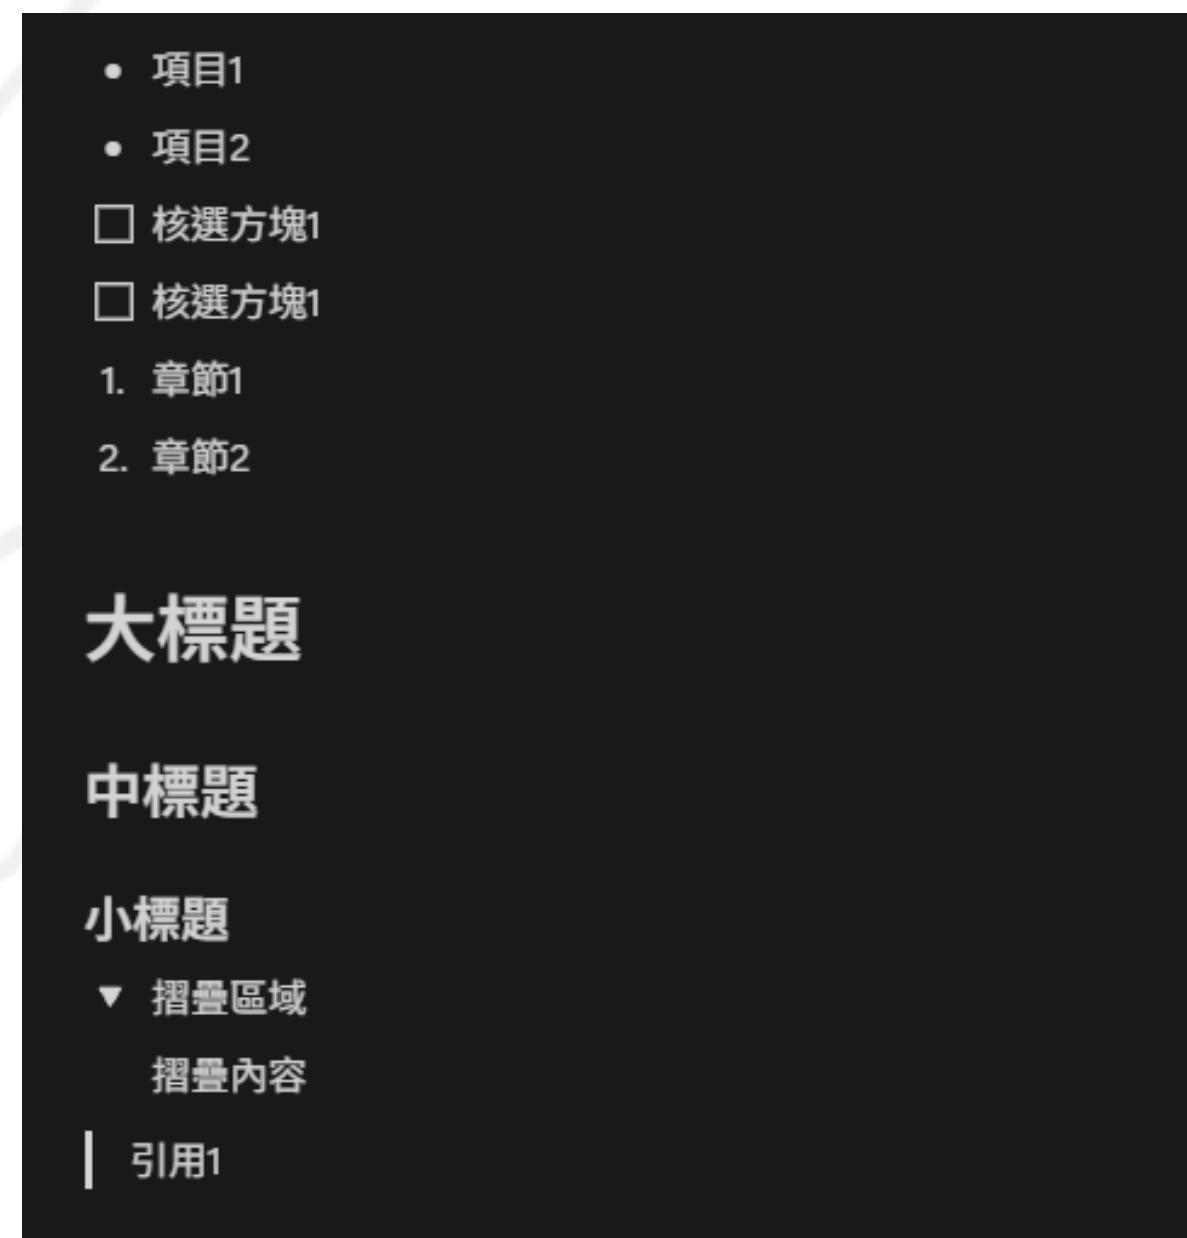 • 項目1
• 項目2
☐ 核選方塊1
☐ 核選方塊1
1. 章節1
2. 章節2
大標題
中標題
小標題
▼ 摺疊區域
摺疊內容
引用1